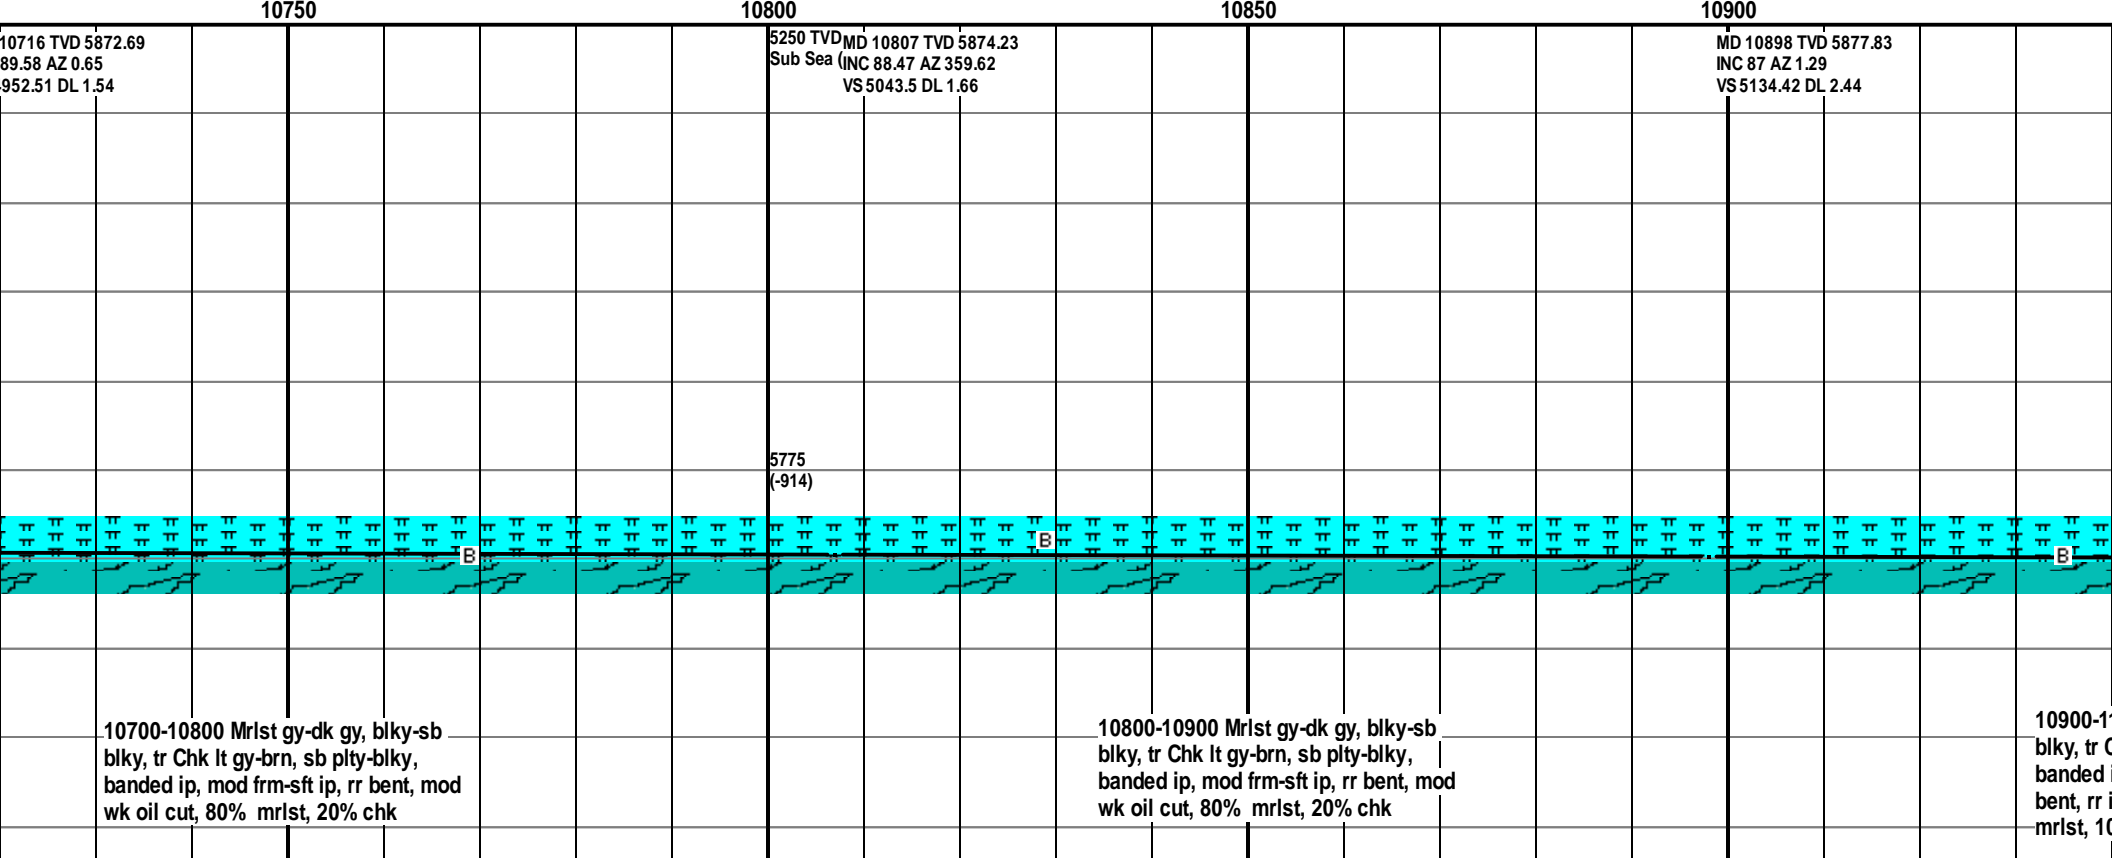 10750 10800 10850 10900
10716 TVD 5872.69
89.58 AZ 0.65
952.51 DL 1.54
5250 TVD
Sub Sea (
MD 10807 TVD 5874.23
INC 88.47 AZ 359.62
VS 5043.5 DL 1.66
MD 10898 TVD 5877.83
INC 87 AZ 1.29
VS 5134.42 DL 2.44
5775
(-914)
B
B
B
10700-10800 Mrlst gy-dk gy, blky-sb
blky, tr Chk lt gy-brn, sb plty-blky,
banded ip, mod frm-sft ip, rr bent, mod
wk oil cut, 80% mrlst, 20% chk
10800-10900 Mrlst gy-dk gy, blky-sb
blky, tr Chk lt gy-brn, sb plty-blky,
banded ip, mod frm-sft ip, rr bent, mod
wk oil cut, 80% mrlst, 20% chk
10900-1
blky, tr
banded
bent, rr
mrlst, 10